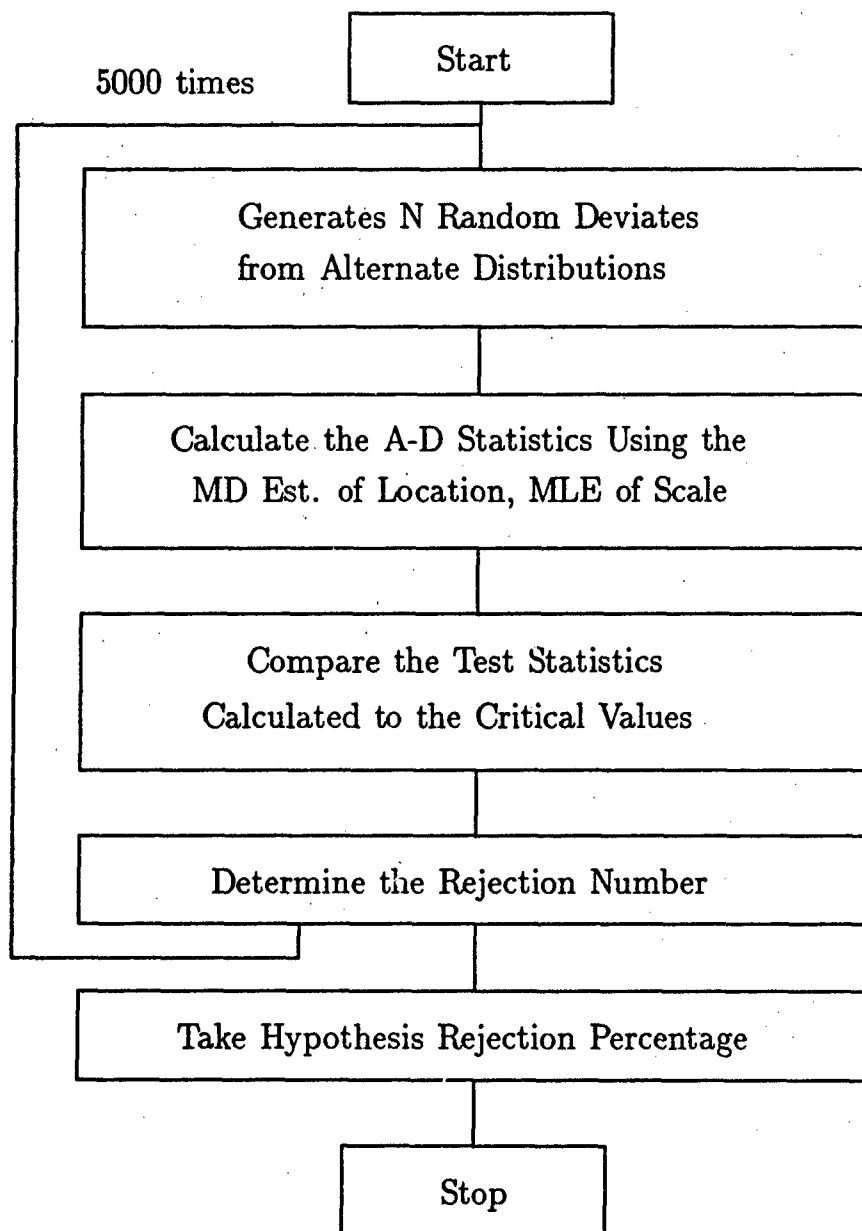 Start
5000 times
Generates N Random Deviates
from Alternate Distributions
Calculate the A-D Statistics Using the
MD Est. of Location, MLE of Scale
Compare the Test Statistics
Calculated to the Critical Values
Determine the Rejection Number
Take Hypothesis Rejection Percentage
Stop